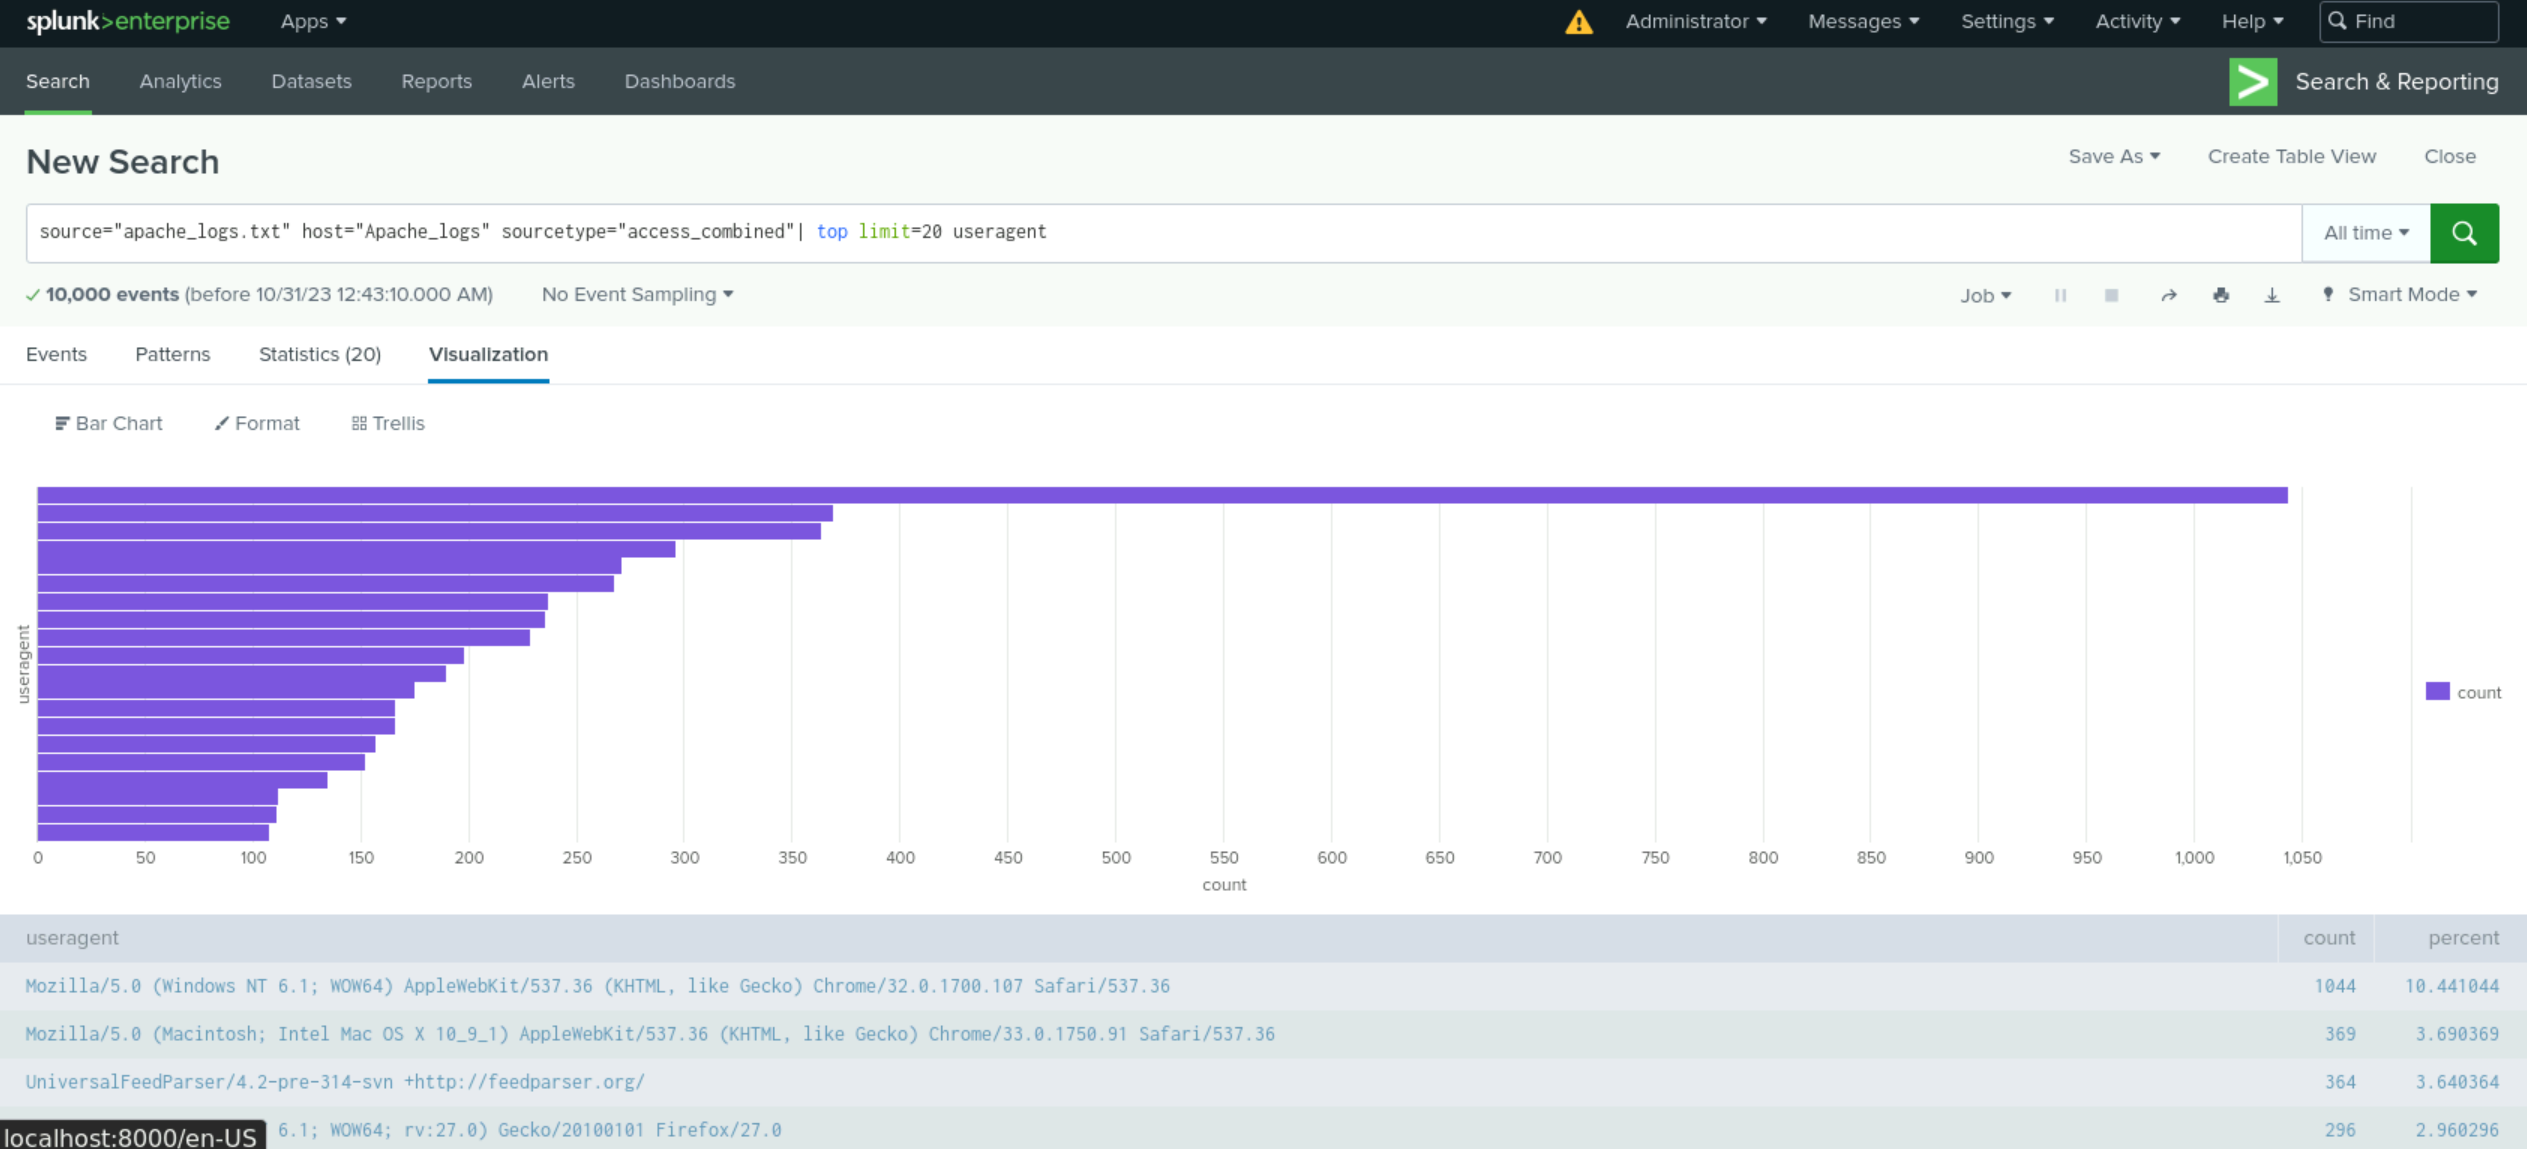 splunk>enterprise Apps Administrator Messages Settings Activity Help Find
Search Analytics Datasets Reports Alerts Dashboards Search & Reporting
New Search Save As Create Table View Close
source="apache_logs.txt" host="Apache_logs" sourcetype="access_combined"| top limit=20 useragent All time
10,000 events (before 10/31/23 12:43:10.000 AM) No Event Sampling Job Smart Mode
Events Patterns Statistics (20) Visualization
Bar Chart Format Trellis
useragent
count
0 50 100 150 200 250 300 350 400 450 500 550 600 650 700 750 800 850 900 950 1,000 1,050
count
useragent count percent
Mozilla/5.0 (Windows NT 6.1; WOW64) AppleWebKit/537.36 (KHTML, like Gecko) Chrome/32.0.1700.107 Safari/537.36 1044 10.441044
Mozilla/5.0 (Macintosh; Intel Mac OS X 10_9_1) AppleWebKit/537.36 (KHTML, like Gecko) Chrome/33.0.1750.91 Safari/537.36 369 3.690369
UniversalFeedParser/4.2-pre-314-svn +http://feedparser.org/ 364 3.640364
6.1; WOW64; rv:27.0) Gecko/20100101 Firefox/27.0 296 2.960296
localhost:8000/en-US